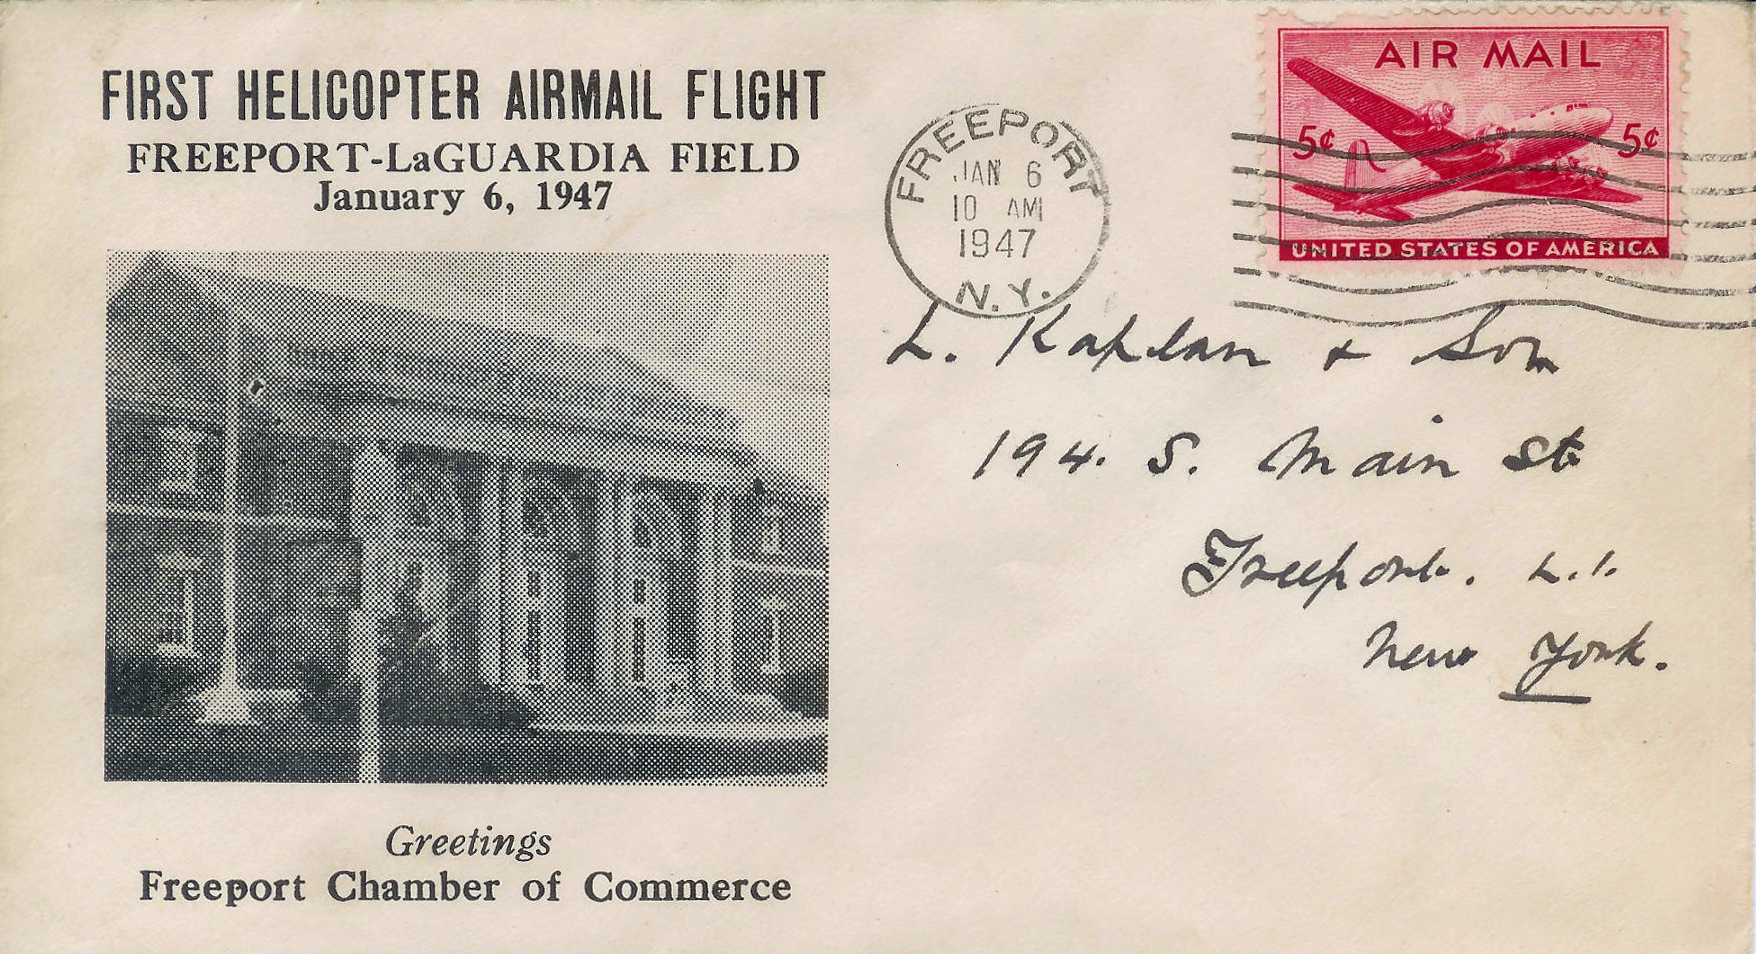 FIRST HELICOPTER AIRMAIL FLIGHT
FREEPORT-LaGUARDIA FIELD
January 6, 1947
Greetings
Freeport Chamber of Commerce
FREEPORT
JAN 6
10 AM
1947
N.Y.
AIR MAIL
5¢ 5¢
UNITED STATES OF AMERICA
L. Kaplan + Son
194. S. Main St
Freeport. L.I.
New York.